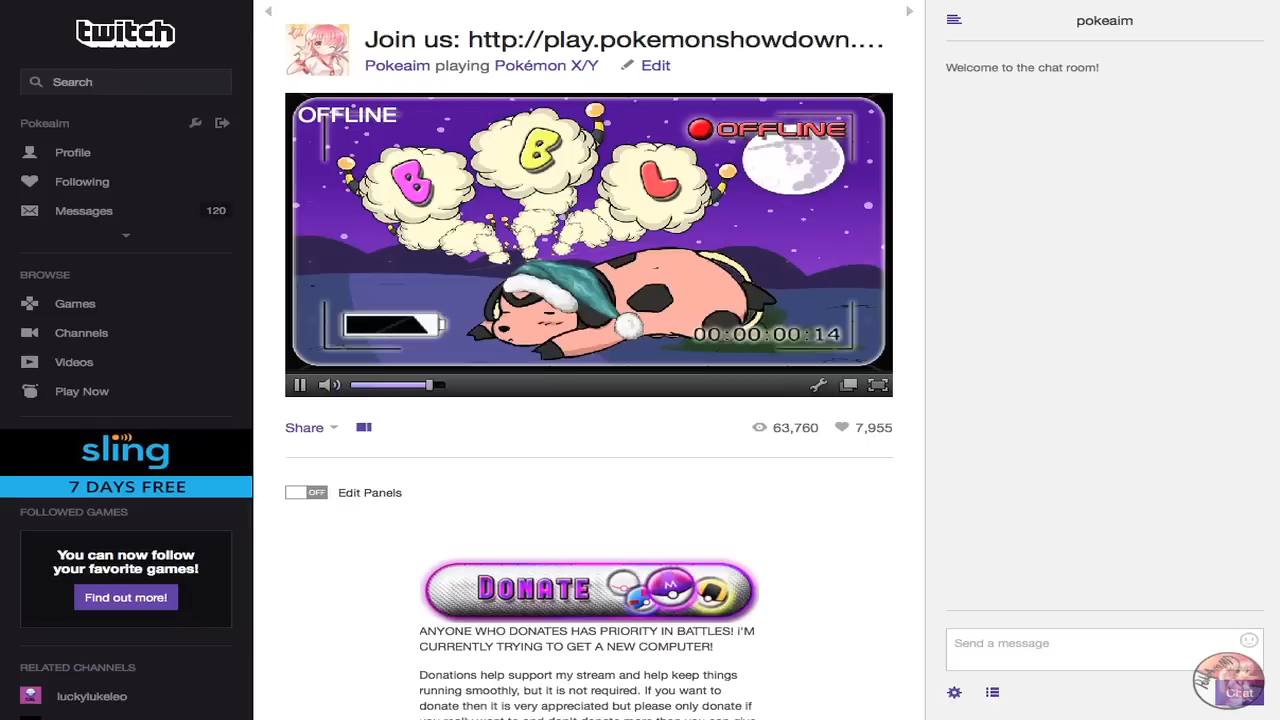 twitch
Search
Pokeaim
Profile
Following
Messages 120
BROWSE
Games
Channels
Videos
Play Now
sling
7 DAYS FREE
FOLLOWED GAMES
You can now follow
your favorite games!
Find out more!
RELATED CHANNELS
luckylukeleo
Join us: http://play.pokemonshowdown....
Pokeaim playing Pokémon X/Y Edit
OFFLINE
OFFLINE
B B L
00:00:00:14
Share
63,760 7,955
OFF Edit Panels
DONATE
ANYONE WHO DONATES HAS PRIORITY IN BATTLES! i'M
CURRENTLY TRYING TO GET A NEW COMPUTER!
Donations help support my stream and help keep things
running smoothly, but it is not required. If you want to
donate then it is very appreciated but please only donate if
pokeaim
Welcome to the chat room!
Send a message
Chat